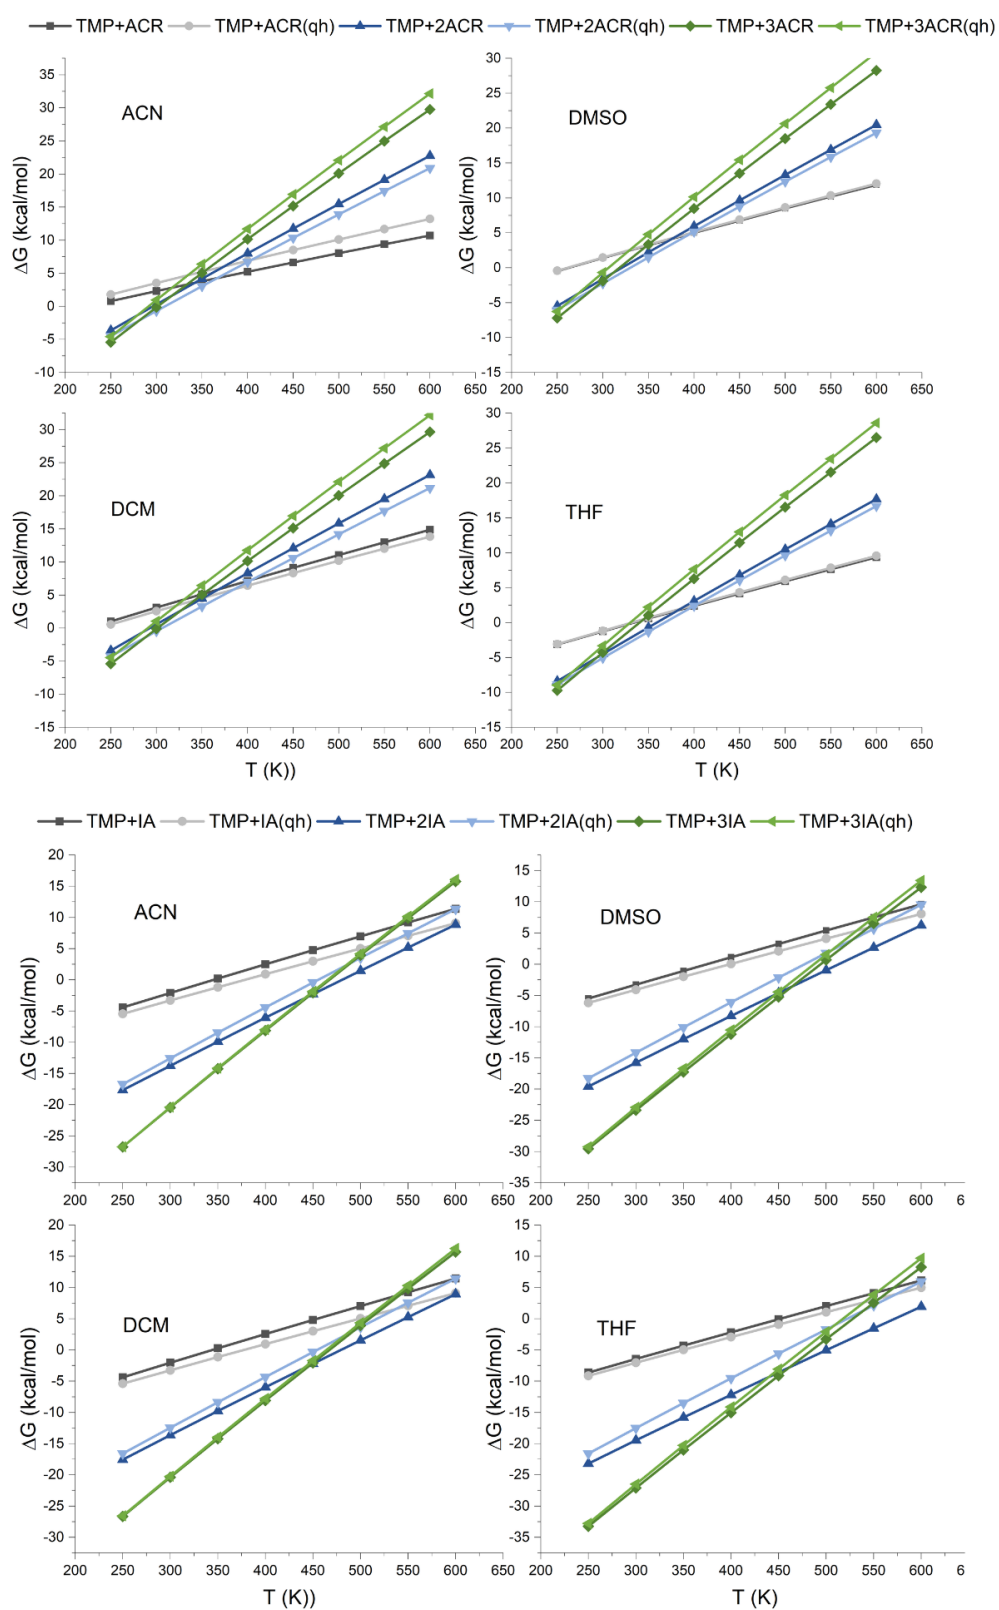 TMP+ACR TMP+ACR(qh) TMP+2ACR TMP+2ACR(qh) TMP+3ACR TMP+3ACR(qh)
ACN
ΔG (kcal/mol)
35
30
25
20
15
10
5
0
-5
-10
200 250 300 350 400 450 500 550 600 650
DMSO
ΔG (kcal/mol)
30
25
20
15
10
5
0
-5
-10
-15
200 250 300 350 400 450 500 550 600 650
DCM
ΔG (kcal/mol)
30
25
20
15
10
5
0
-5
-10
-15
200 250 300 350 400 450 500 550 600 650
T (K))
THF
ΔG (kcal/mol)
30
25
20
15
10
5
0
-5
-10
-15
200 250 300 350 400 450 500 550 600 650
T (K)
TMP+IA TMP+IA(qh) TMP+2IA TMP+2IA(qh) TMP+3IA TMP+3IA(qh)
ACN
ΔG (kcal/mol)
20
15
10
5
0
-5
-10
-15
-20
-25
-30
200 250 300 350 400 450 500 550 600 650
DMSO
ΔG (kcal/mol)
15
10
5
0
-5
-10
-15
-20
-25
-30
-35
200 250 300 350 400 450 500 550 600 6
DCM
ΔG (kcal/mol)
20
15
10
5
0
-5
-10
-15
-20
-25
-30
200 250 300 350 400 450 500 550 600 650
T (K))
THF
ΔG (kcal/mol)
15
10
5
0
-5
-10
-15
-20
-25
-30
-35
200 250 300 350 400 450 500 550 600 6
T (K)